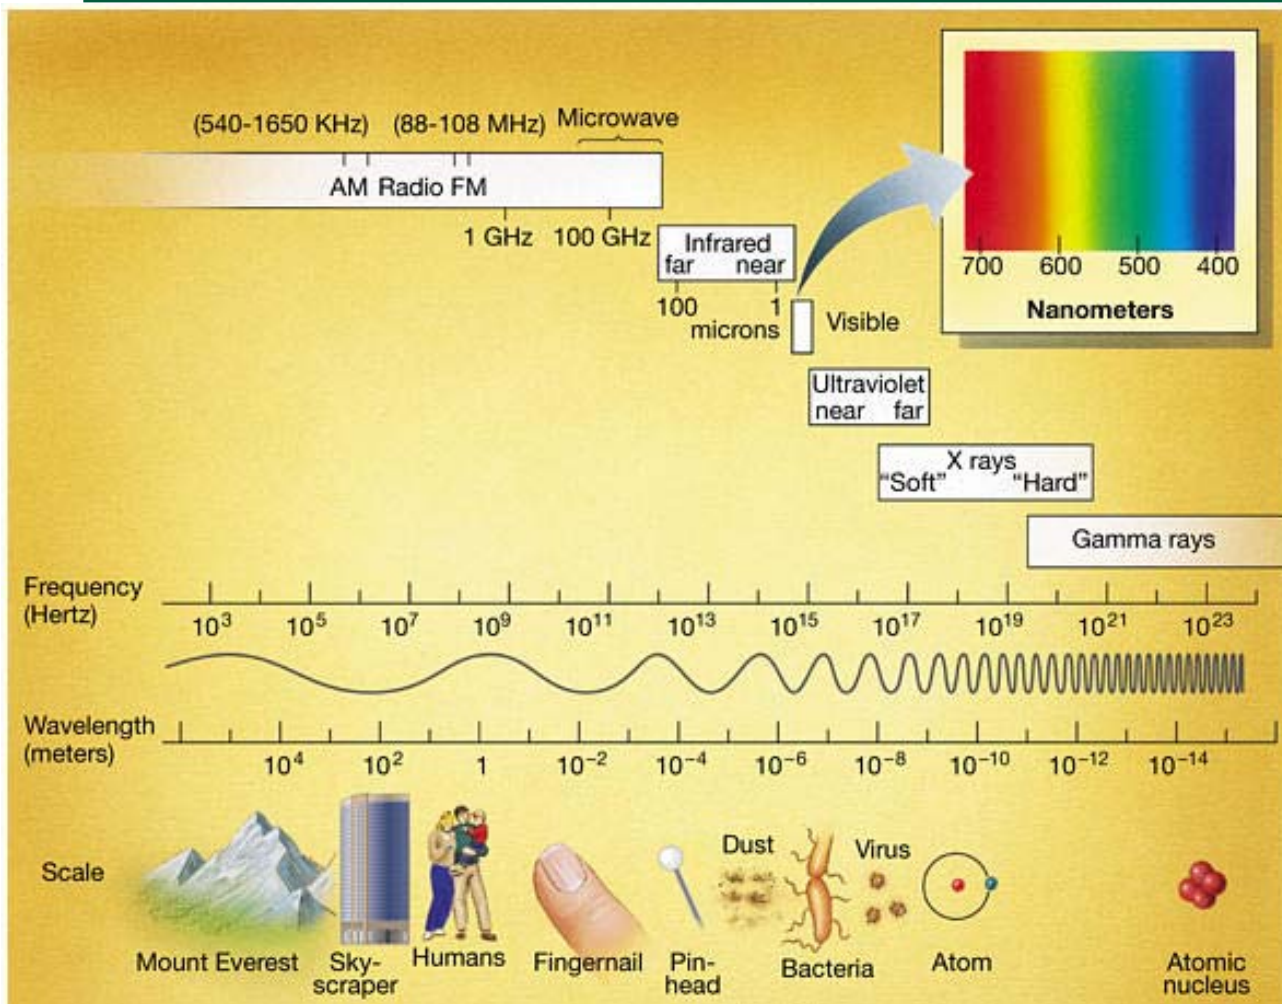 (540-1650 KHz) (88-108 MHz) Microwave
AM Radio FM
1 GHz 100 GHz
Infrared
far near
100 1
microns
Visible
700 600 500 400
Nanometers
Ultraviolet
near far
X rays
"Soft" "Hard"
Gamma rays
Frequency
(Hertz)
10³ 10⁵ 10⁷ 10⁹ 10¹¹ 10¹³ 10¹⁵ 10¹⁷ 10¹⁹ 10²¹ 10²³
Wavelength
(meters)
10⁴ 10² 1 10⁻² 10⁻⁴ 10⁻⁶ 10⁻⁸ 10⁻¹⁰ 10⁻¹² 10⁻¹⁴
Scale
Mount Everest
Sky-
scraper
Humans
Fingernail
Pin-
head
Dust
Bacteria
Virus
Atom
Atomic
nucleus